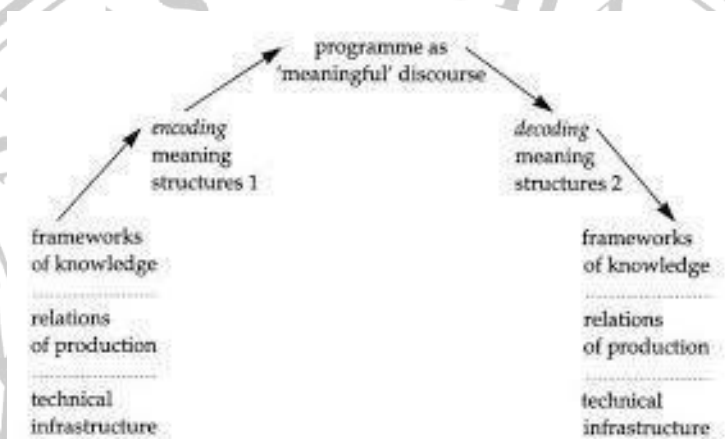 programme as
'meaningful' discourse
encoding
meaning
structures 1
decoding
meaning
structures 2
frameworks
of knowledge
relations
of production
technical
infrastructure
frameworks
of knowledge
relations
of production
technical
infrastructure